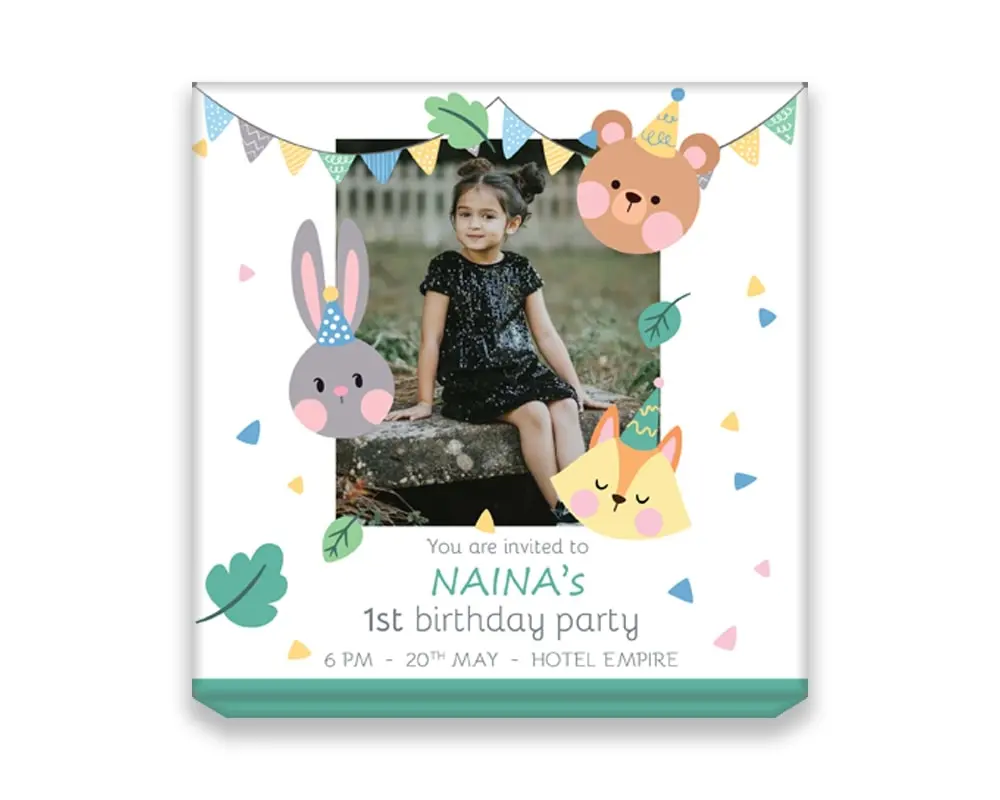 You are invited to
NAINA's
1st birthday party
6 PM - 20TH MAY - HOTEL EMPIRE